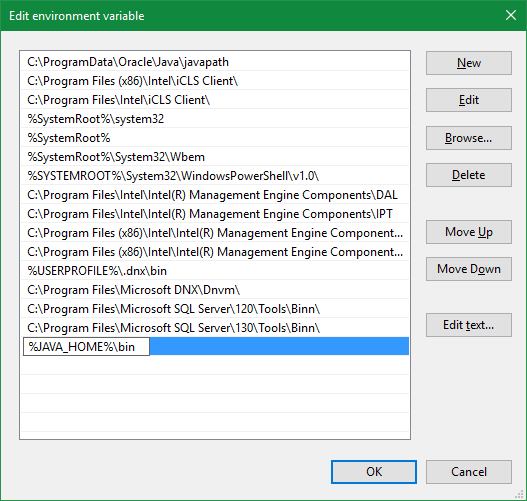 Edit environment variable
C:\ProgramData\Oracle\Java\javapath
C:\Program Files (x86)\Intel\iCLS Client\
C:\Program Files\Intel\iCLS Client\
%SystemRoot%\system32
%SystemRoot%
%SystemRoot%\System32\Wbem
%SYSTEMROOT%\System32\WindowsPowerShell\v1.0\
C:\Program Files\Intel\Intel(R) Management Engine Components\DAL
C:\Program Files\Intel\Intel(R) Management Engine Components\IPT
C:\Program Files (x86)\Intel\Intel(R) Management Engine Component...
C:\Program Files (x86)\Intel\Intel(R) Management Engine Component...
%USERPROFILE%\.dnx\bin
C:\Program Files\Microsoft DNX\Dnvm\
C:\Program Files\Microsoft SQL Server\120\Tools\Binn\
C:\Program Files\Microsoft SQL Server\130\Tools\Binn\
%JAVA_HOME%\bin
New
Edit
Browse...
Delete
Move Up
Move Down
Edit text...
OK
Cancel